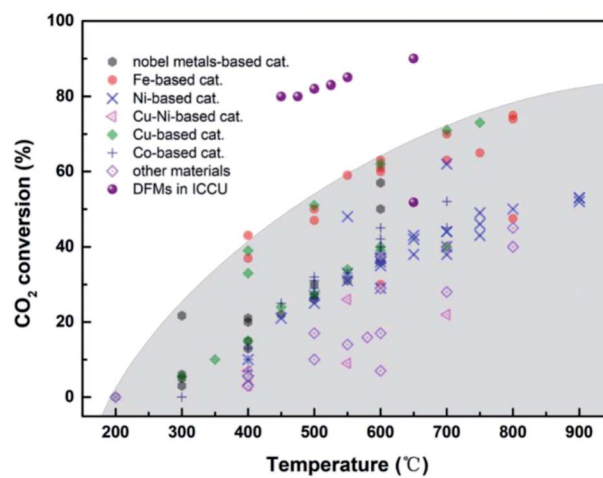 100
80
60
40
20
0
CO₂ conversion (%)
nobel metals-based cat.
Fe-based cat.
Ni-based cat.
Cu-Ni-based cat.
Cu-based cat.
Co-based cat.
other materials
DFMs in ICCU
200 300 400 500 600 700 800 900
Temperature (℃)